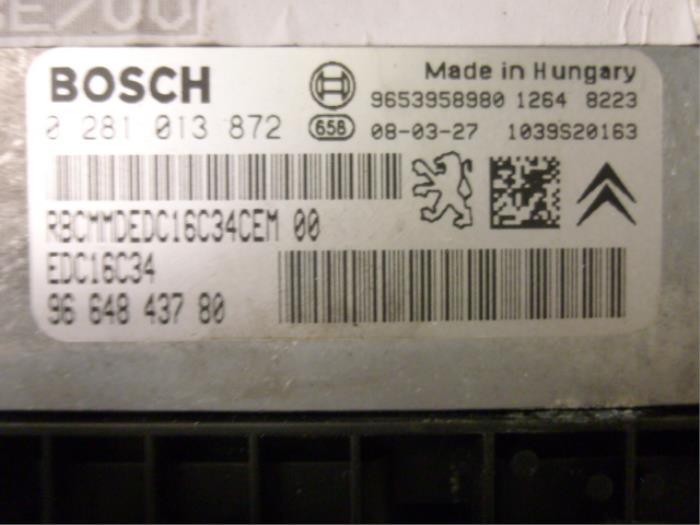 BOSCH
Made in Hungary
9653958980 1264 8223
0 281 013 872
658 08-03-27 1039S20163
RBCMMDEDC16C34CEM 00
EDC16C34
96 648 437 80